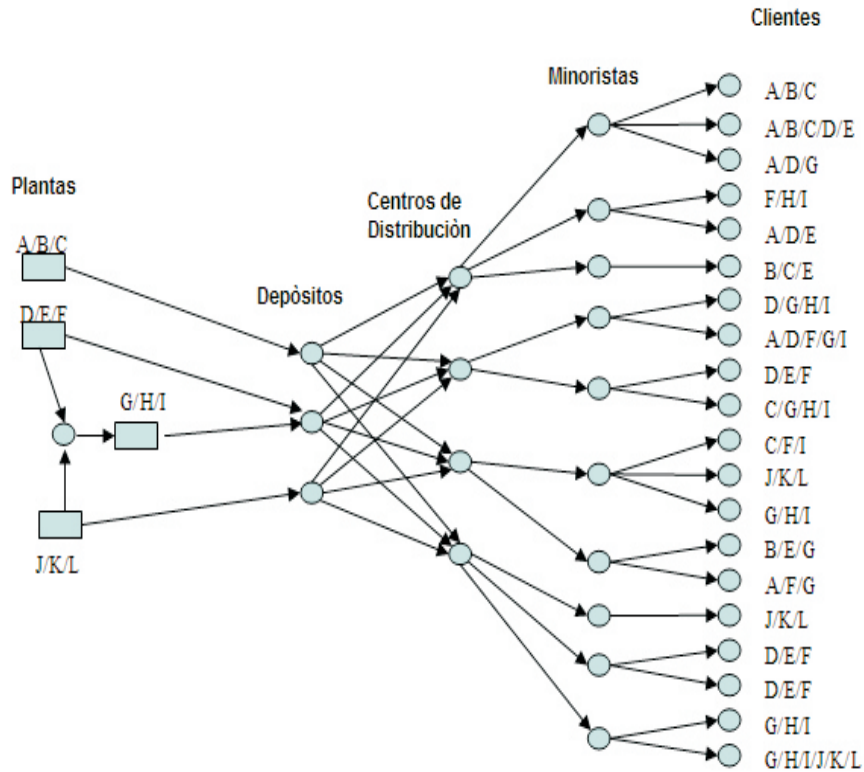 Clientes
Minoristas
Plantas
Centros de
Distribuciòn
Depòsitos
A/B/C
D/E/F
G/H/I
J/K/L
A/B/C
A/B/C/D/E
A/D/G
F/H/I
A/D/E
B/C/E
D/G/H/I
A/D/F/G/I
D/E/F
C/G/H/I
C/F/I
J/K/L
G/H/I
B/E/G
A/F/G
J/K/L
D/E/F
D/E/F
G/H/I
G/H/I/J/K/L